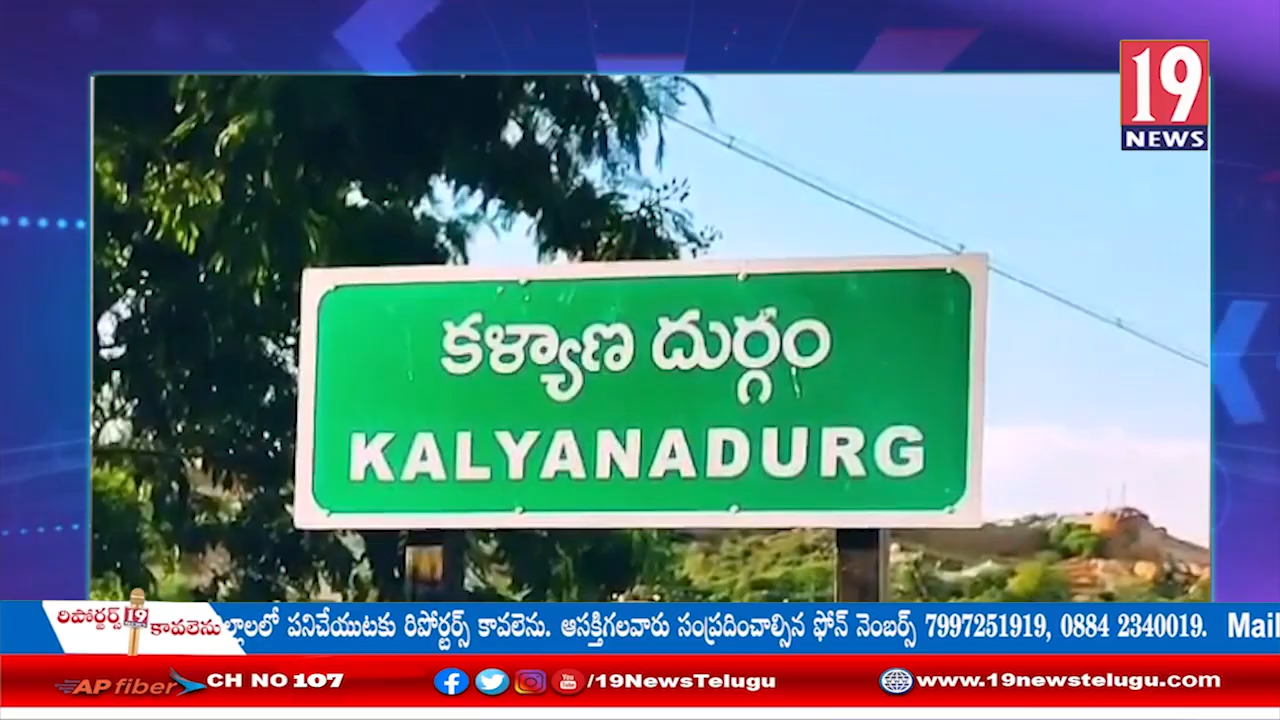 19
NEWS
కళ్యాణ దుర్గం
KALYANADURG
రిపోర్టర్స్ 19
కావలెను
ల్లాలలో పనిచేయుటకు రిపోర్టర్స్ కావలెను. ఆసక్తిగలవారు సంప్రదించాల్సిన ఫోన్ నెంబర్స్ 7997251919, 0884 2340019. Mail
AP fiber CH NO 107
/19NewsTelugu
www.19newstelugu.com